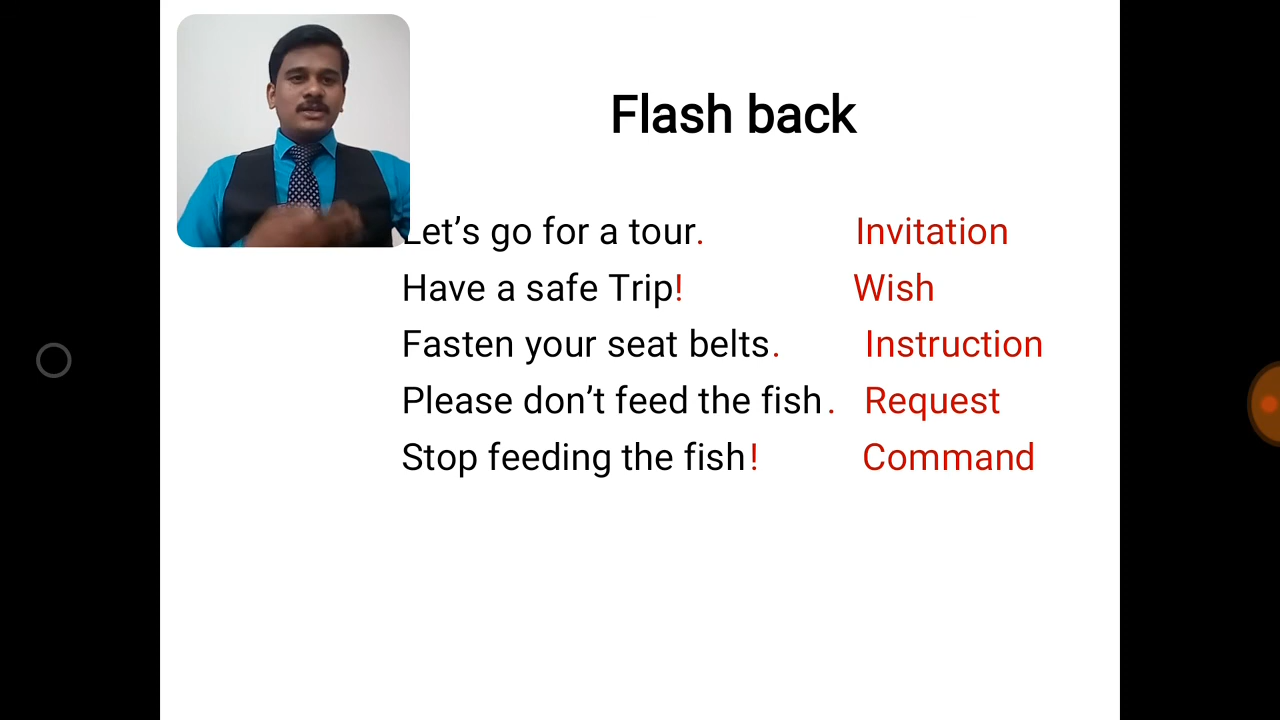 Flash back
Let’s go for a tour. Invitation
Have a safe Trip! Wish
Fasten your seat belts. Instruction
Please don’t feed the fish. Request
Stop feeding the fish! Command